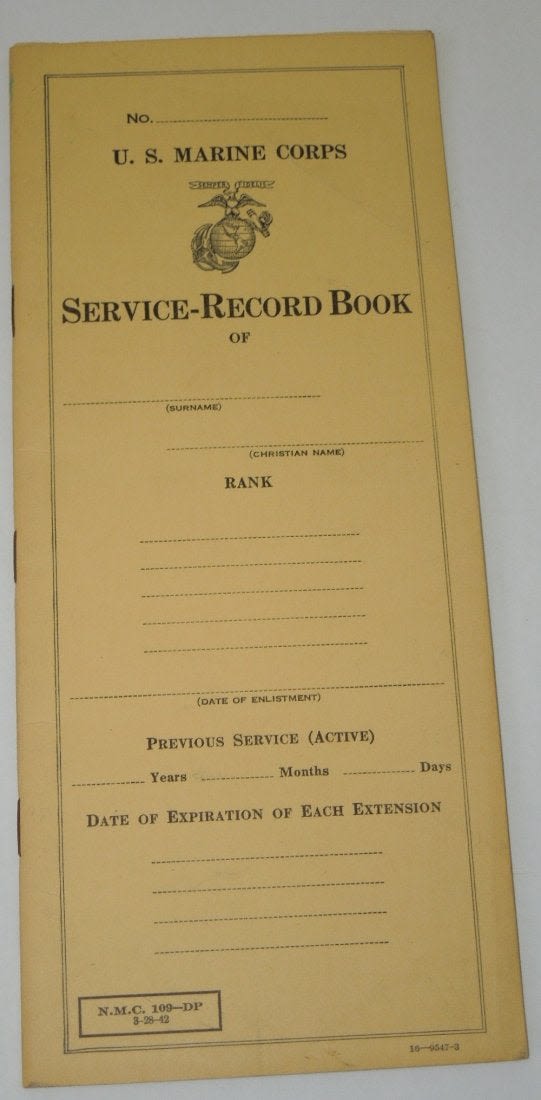 No.
U. S. MARINE CORPS
SEMPER FIDELIS
SERVICE-RECORD BOOK
OF
(SURNAME)
(CHRISTIAN NAME)
RANK
(DATE OF ENLISTMENT)
PREVIOUS SERVICE (ACTIVE)
Years Months Days
DATE OF EXPIRATION OF EACH EXTENSION
N.M.C. 109—DP
3-28-42
16—9547-3